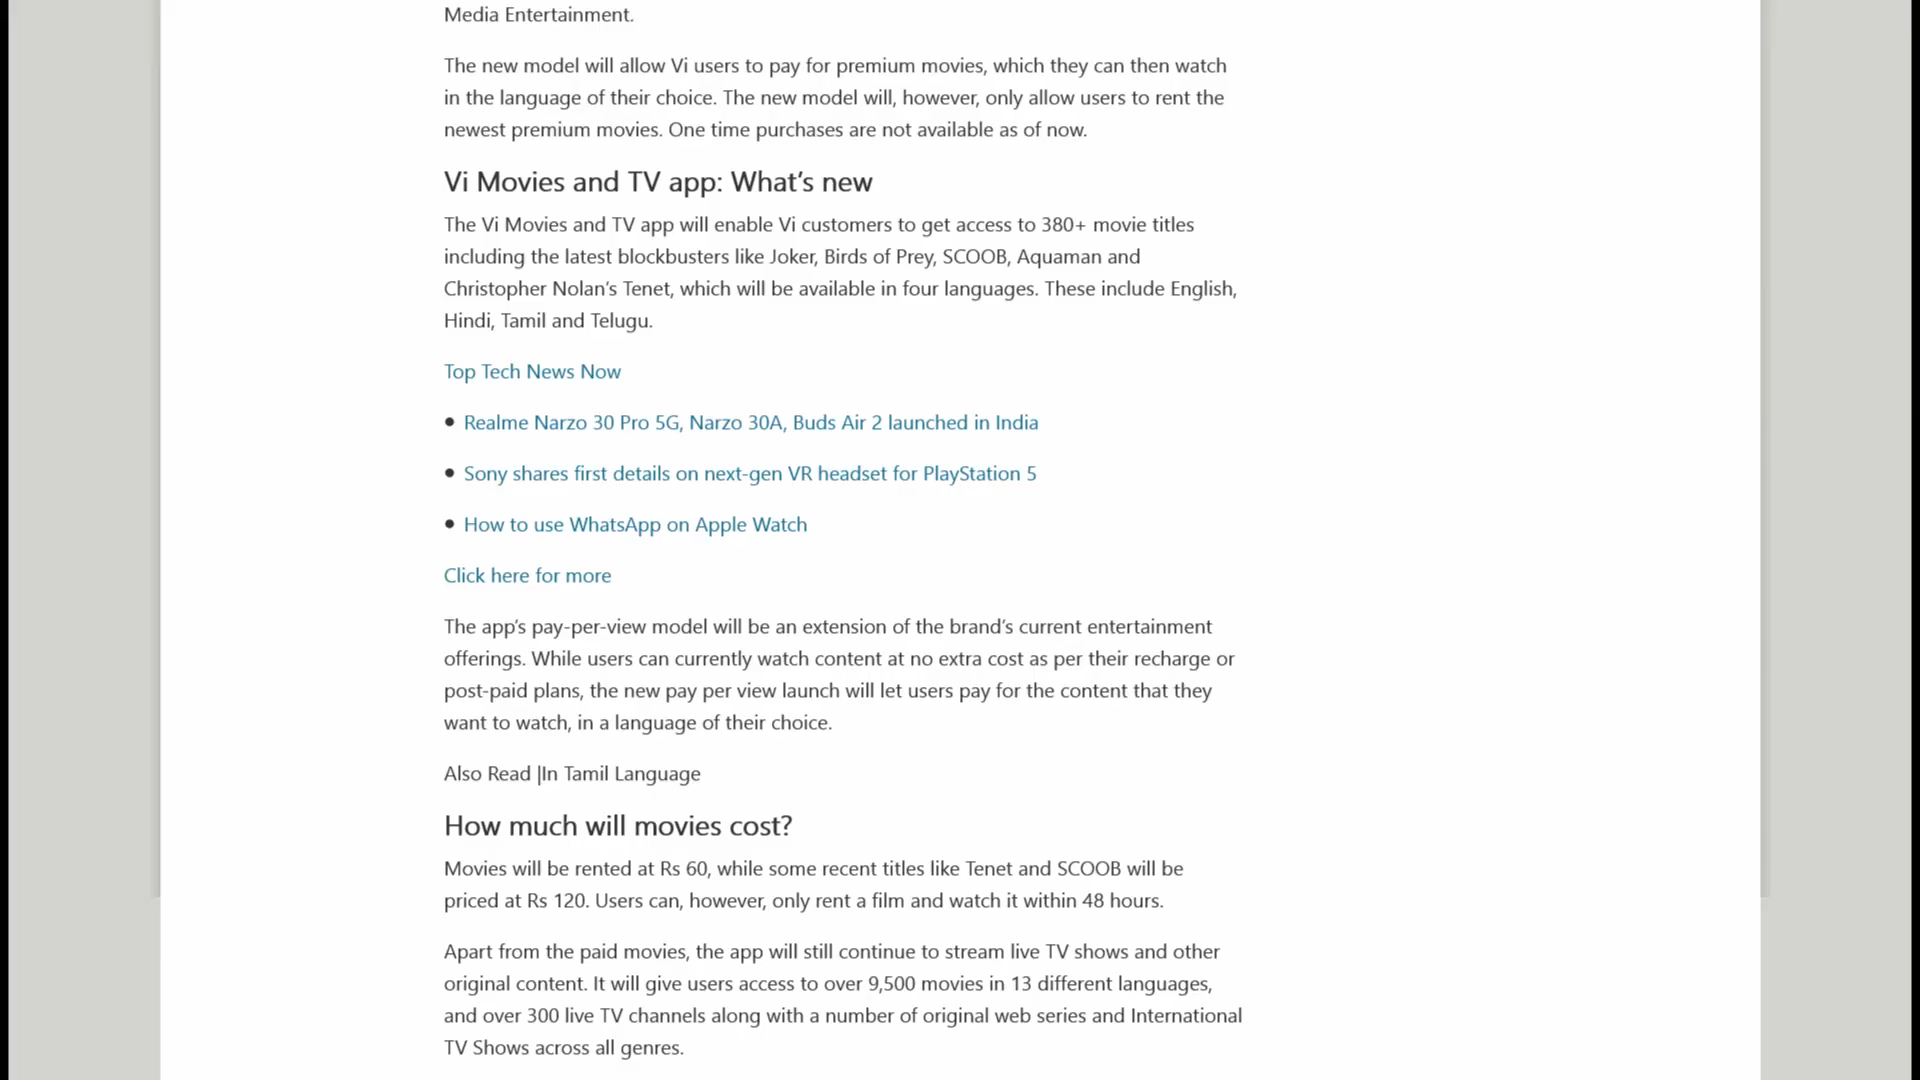 Media Entertainment.
The new model will allow Vi users to pay for premium movies, which they can then watch
in the language of their choice. The new model will, however, only allow users to rent the
newest premium movies. One time purchases are not available as of now.
Vi Movies and TV app: What’s new
The Vi Movies and TV app will enable Vi customers to get access to 380+ movie titles
including the latest blockbusters like Joker, Birds of Prey, SCOOB, Aquaman and
Christopher Nolan’s Tenet, which will be available in four languages. These include English,
Hindi, Tamil and Telugu.
Top Tech News Now
• Realme Narzo 30 Pro 5G, Narzo 30A, Buds Air 2 launched in India
• Sony shares first details on next-gen VR headset for PlayStation 5
• How to use WhatsApp on Apple Watch
Click here for more
The app’s pay-per-view model will be an extension of the brand’s current entertainment
offerings. While users can currently watch content at no extra cost as per their recharge or
post-paid plans, the new pay per view launch will let users pay for the content that they
want to watch, in a language of their choice.
Also Read |In Tamil Language
How much will movies cost?
Movies will be rented at Rs 60, while some recent titles like Tenet and SCOOB will be
priced at Rs 120. Users can, however, only rent a film and watch it within 48 hours.
Apart from the paid movies, the app will still continue to stream live TV shows and other
original content. It will give users access to over 9,500 movies in 13 different languages,
and over 300 live TV channels along with a number of original web series and International
TV Shows across all genres.